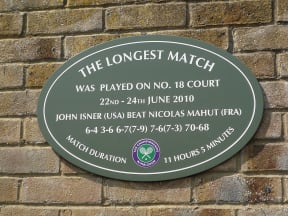 THE LONGEST MATCH
WAS PLAYED ON NO. 18 COURT
22ND - 24TH JUNE 2010
JOHN ISNER (USA) BEAT NICOLAS MAHUT (FRA)
6-4 3-6 6-7(7-9) 7-6(7-3) 70-68
MATCH DURATION 11 HOURS 5 MINUTES